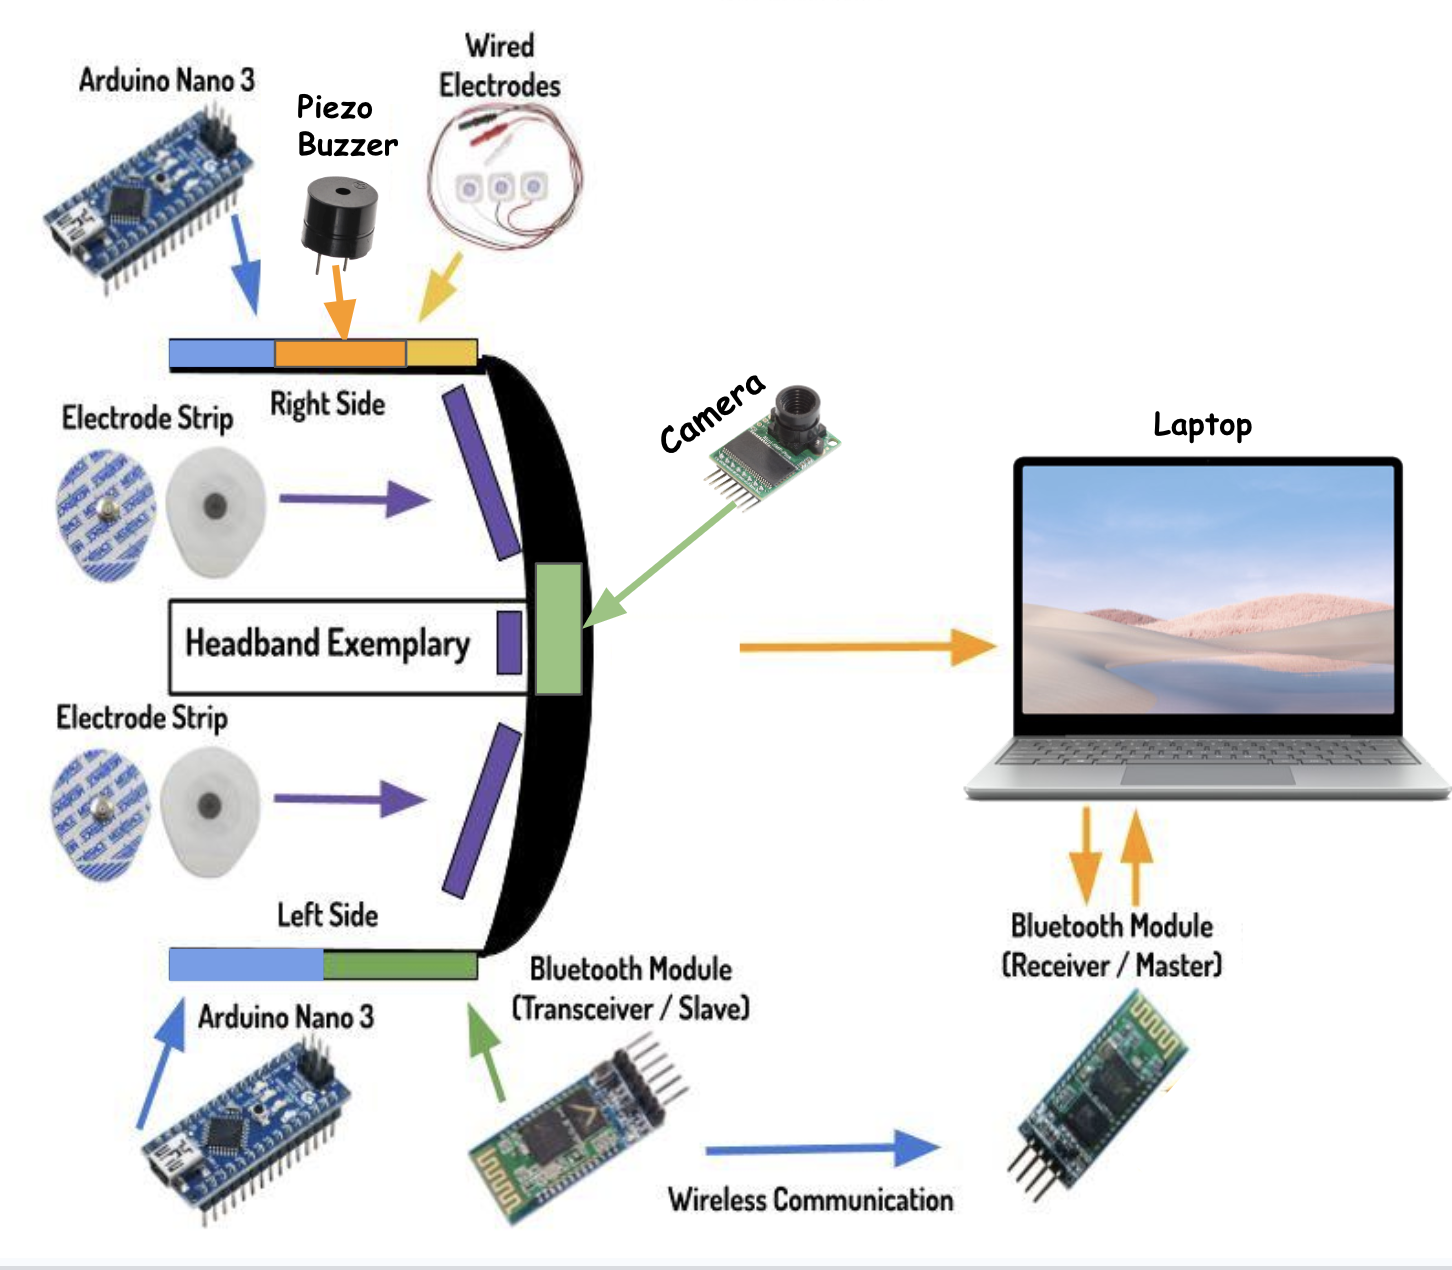 Wired
Electrodes
Arduino Nano 3
Piezo
Buzzer
Right Side
Electrode Strip
Camera
Laptop
Headband Exemplary
Electrode Strip
Left Side
Bluetooth Module
(Receiver / Master)
Bluetooth Module
(Transceiver / Slave)
Arduino Nano 3
Wireless Communication